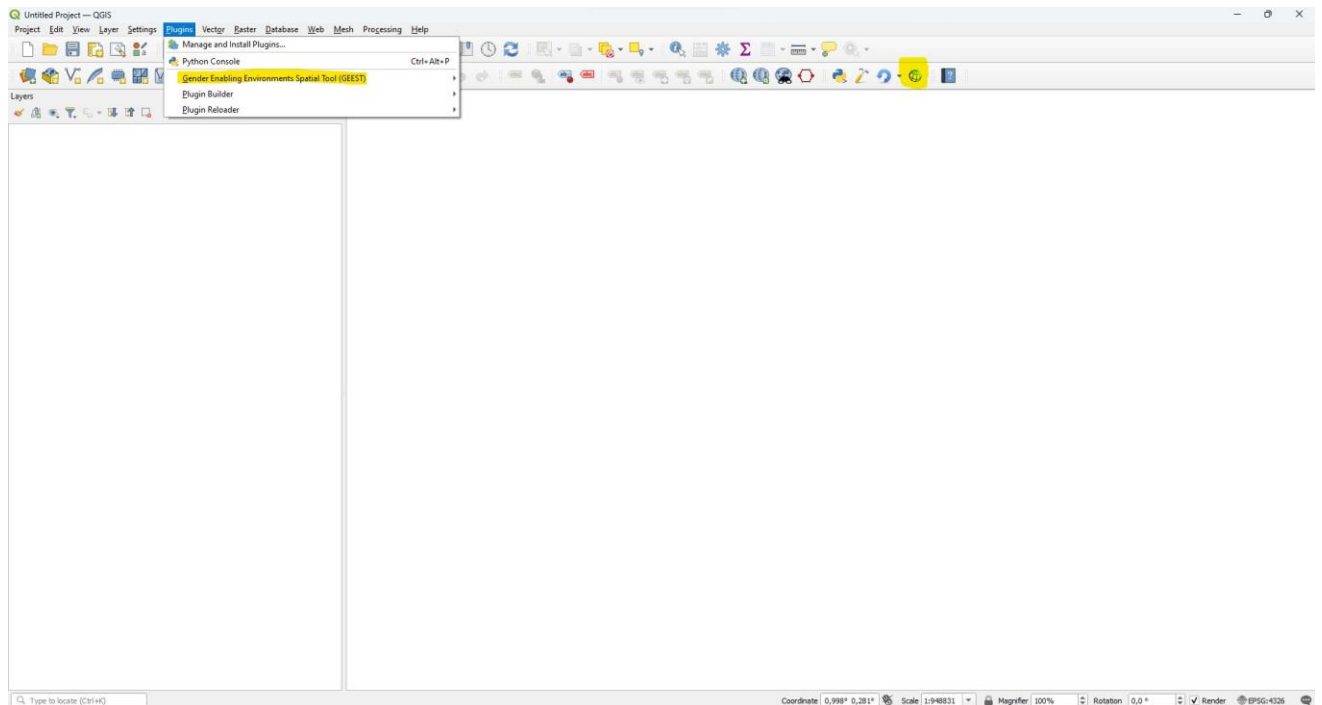 Untitled Project — QGIS
Project Edit View Layer Settings Plugins Vector Raster Database Web Mesh Processing Help
Manage and Install Plugins...
Python Console Ctrl+Alt+P
Gender Enabling Environments Spatial Tool (GEEST)
Plugin Builder
Plugin Reloader
Layers
Type to locate (Ctrl+K) Coordinate 0,998° 0,281° Scale 1:948831 Magnifier 100% Rotation 0,0 ° Render EPSG:4326